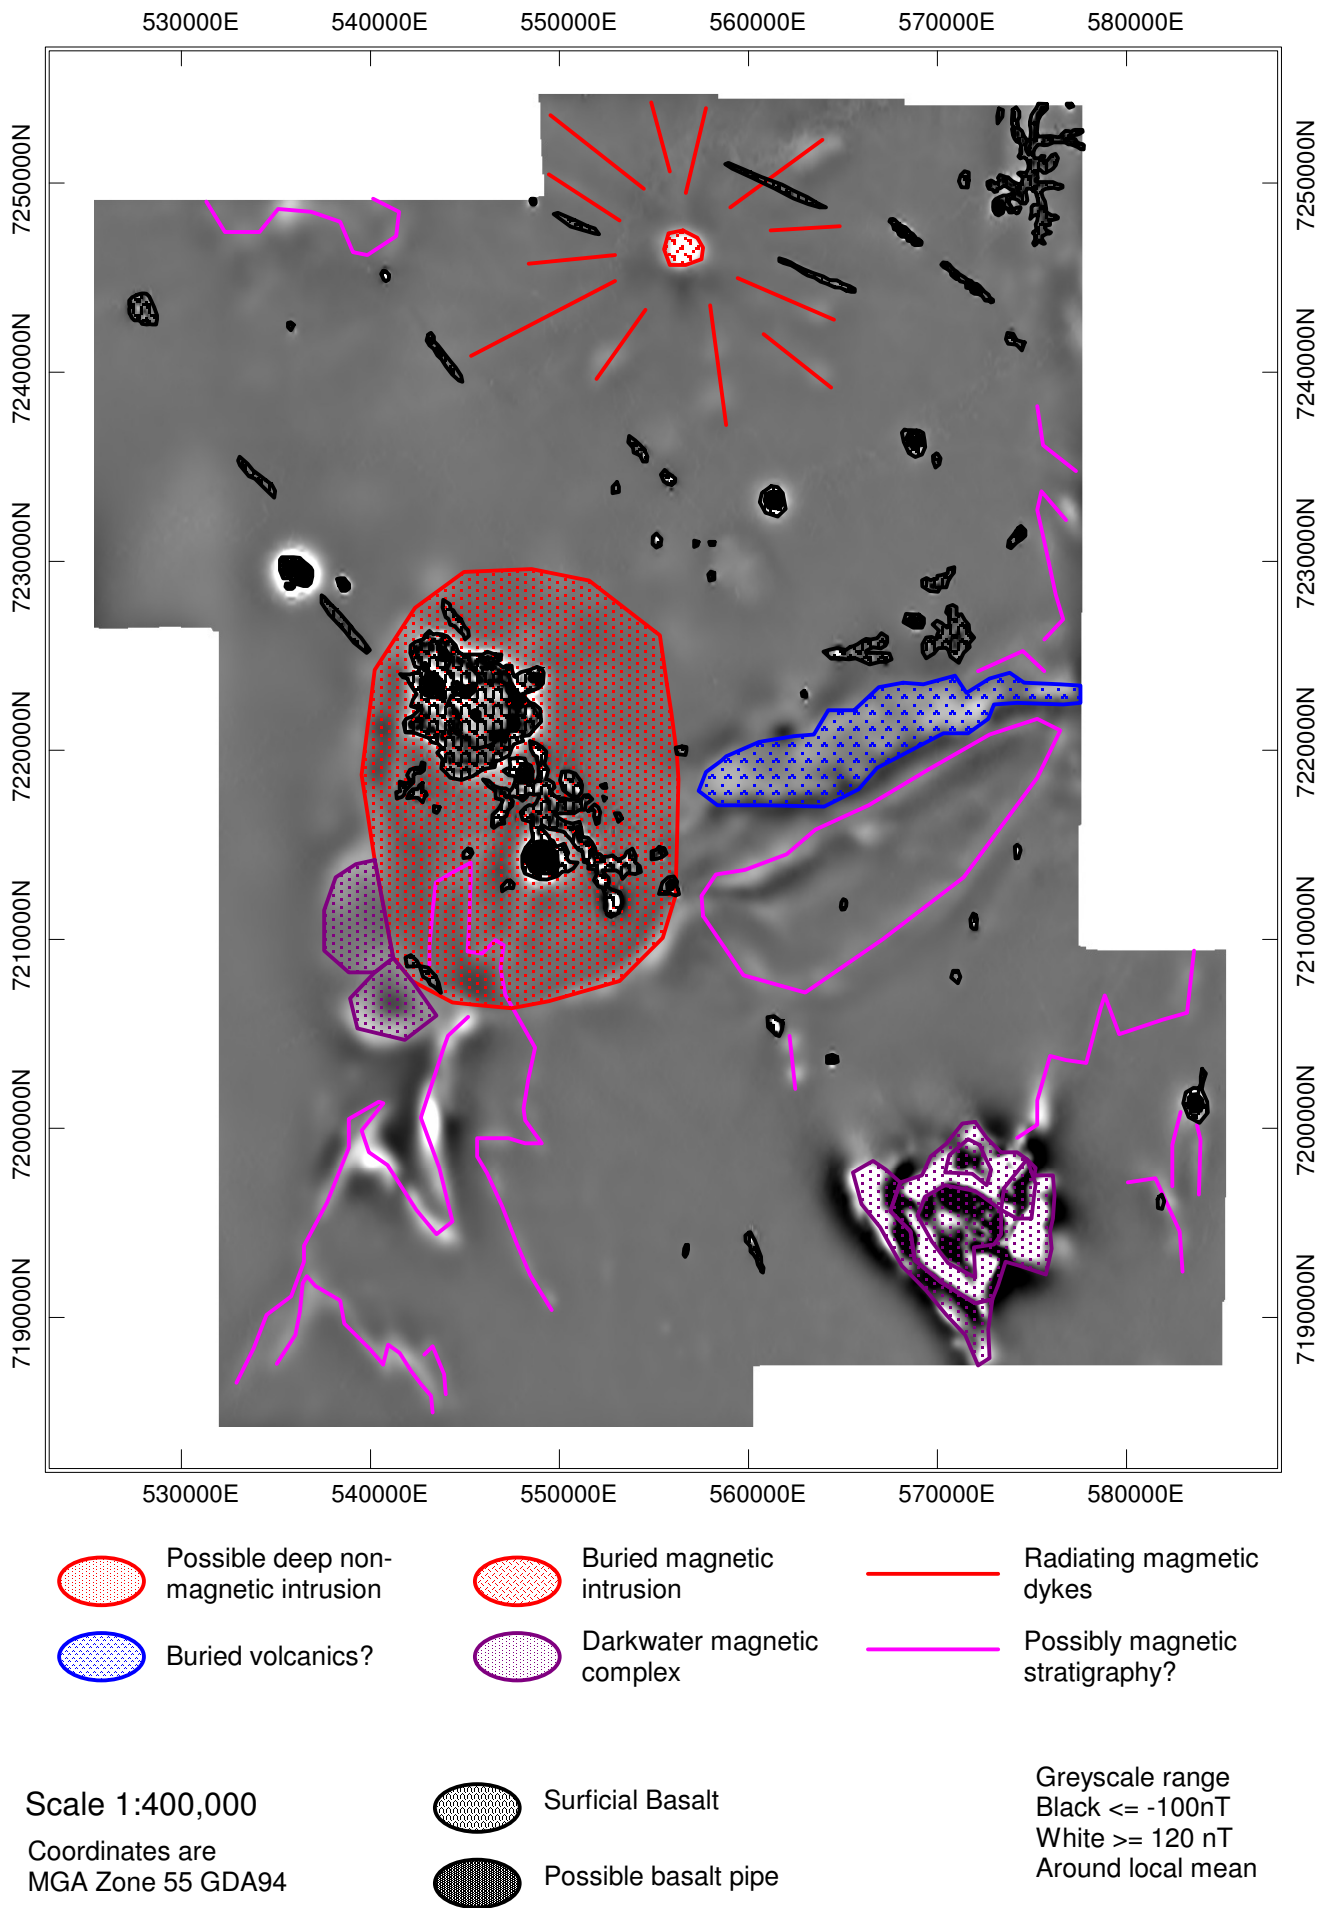 530000E 540000E 550000E 560000E 570000E 580000E
7250000N 7250000N
7240000N 7240000N
7230000N 7230000N
7220000N 7220000N
7210000N 7210000N
7200000N 7200000N
7190000N 7190000N
530000E 540000E 550000E 560000E 570000E 580000E
Possible deep non-
magnetic intrusion
Buried magnetic
intrusion
Radiating magmetic
dykes
Buried volcanics?
Darkwater magnetic
complex
Possibly magnetic
stratigraphy?
Scale 1:400,000
Coordinates are
MGA Zone 55 GDA94
Surficial Basalt
Possible basalt pipe
Greyscale range
Black <= -100nT
White >= 120 nT
Around local mean